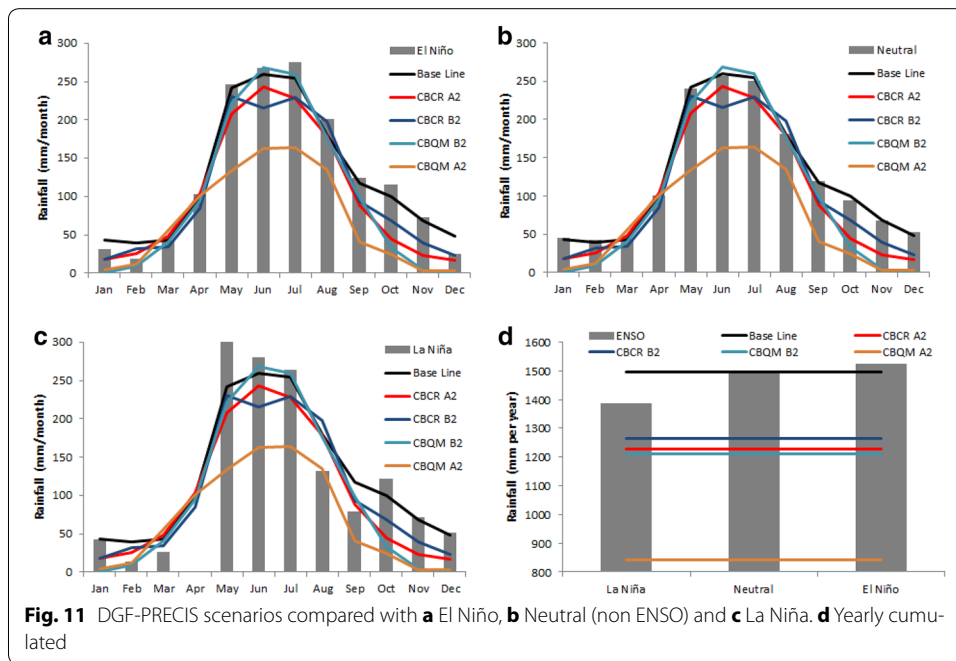 a
b
Rainfall (mm/month)
300
250
200
150
100
50
0
El Niño
Base Line
CBCR A2
CBCR B2
CBQM B2
CBQM A2
Jan Feb Mar Apr May Jun Jul Aug Sep Oct Nov Dec
Rainfall (mm/month)
300
250
200
150
100
50
0
Neutral
Base Line
CBCR A2
CBCR B2
CBQM B2
CBQM A2
Jan Feb Mar Apr May Jun Jul Aug Sep Oct Nov Dec
c
Rainfall (mm/month)
300
250
200
150
100
50
0
La Niña
Base Line
CBCR A2
CBCR B2
CBQM B2
CBQM A2
Jan Feb Mar Apr May Jun Jul Aug Sep Oct Nov Dec
d
ENSO Base Line CBCR A2
CBCR B2 CBQM B2 CBQM A2
Rainfall (mm per year)
1600
1500
1400
1300
1200
1100
1000
900
800
La Niña Neutral El Niño
Fig. 11 DGF-PRECIS scenarios compared with a El Niño, b Neutral (non ENSO) and c La Niña. d Yearly cumu-
lated